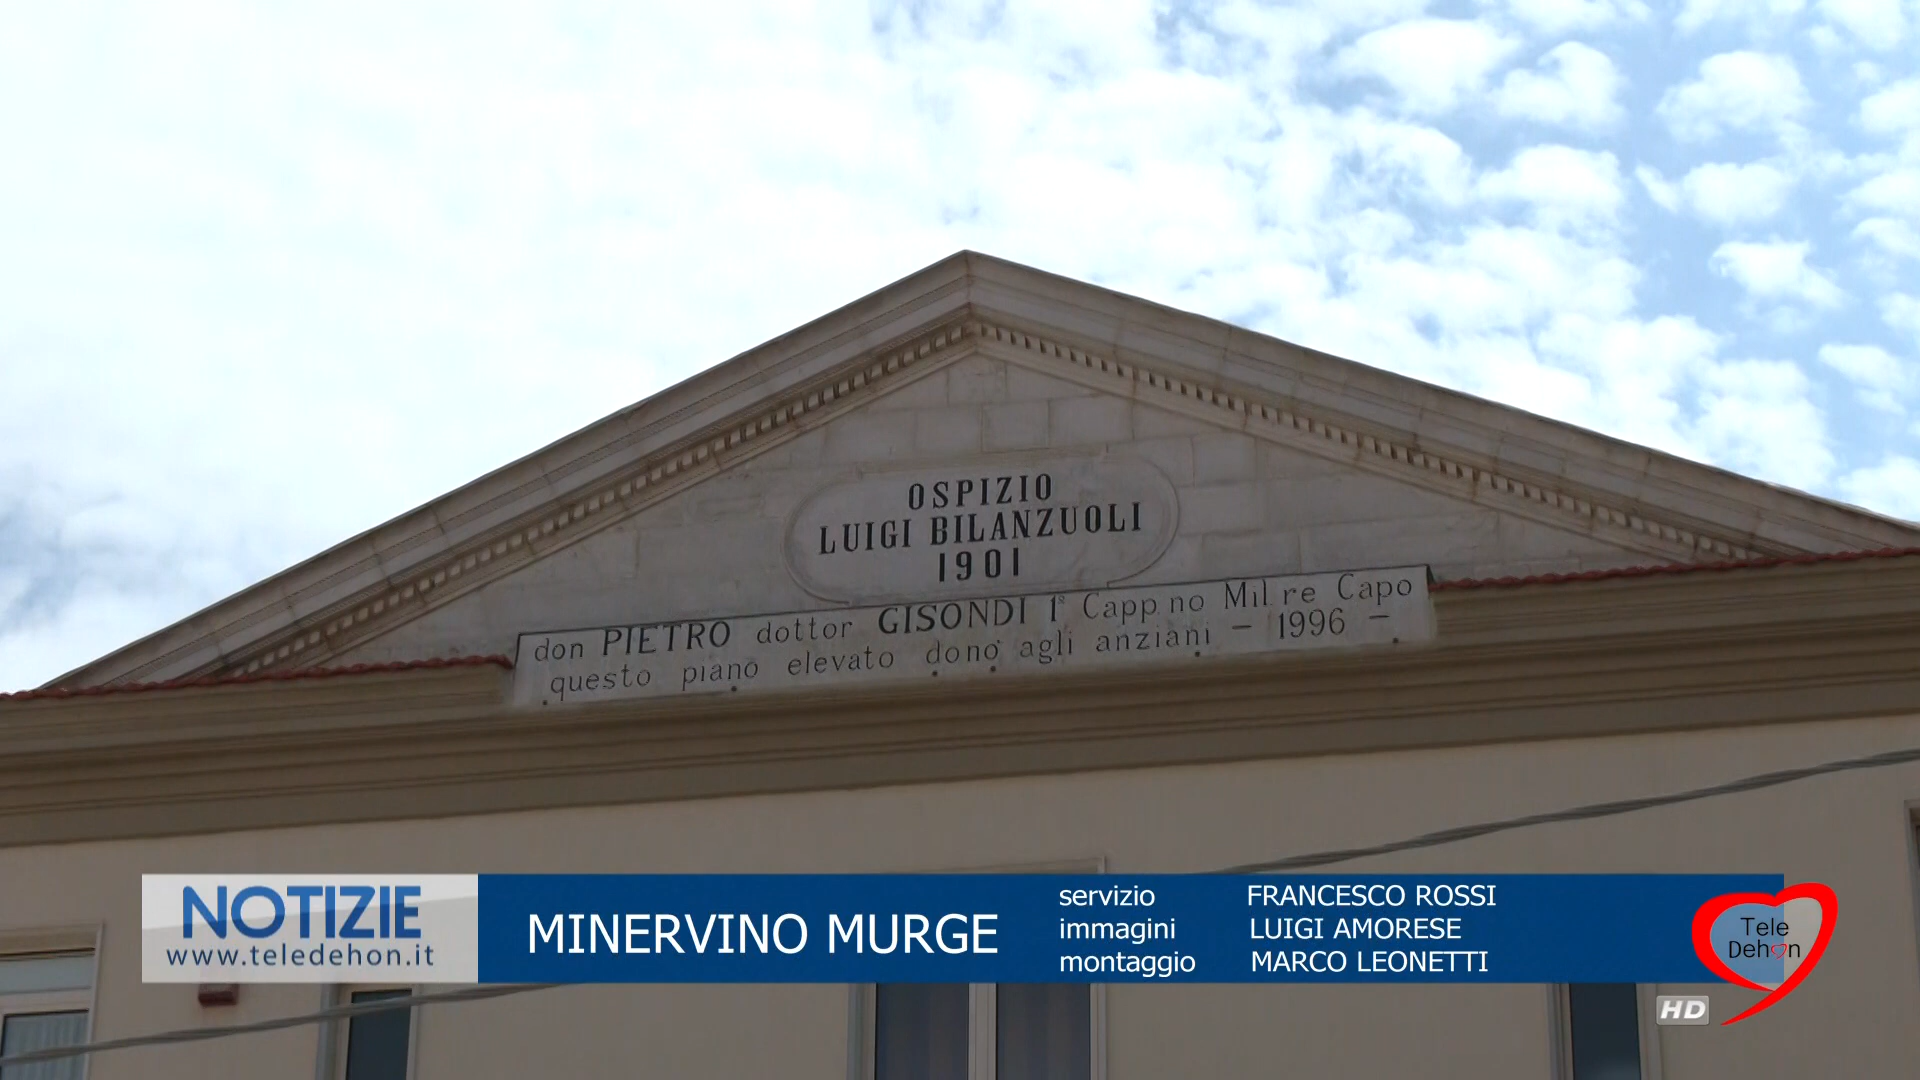 OSPIZIO
LUIGI BILANZUOLI
1901
don PIETRO dottor GISONDI 1° Capp.no Mil.re Capo
questo piano elevato donò agli anziani - 1996 -
NOTIZIE
www.teledehon.it
MINERVINO MURGE
servizio FRANCESCO ROSSI
immagini LUIGI AMORESE
montaggio MARCO LEONETTI
Tele
Dehon
HD